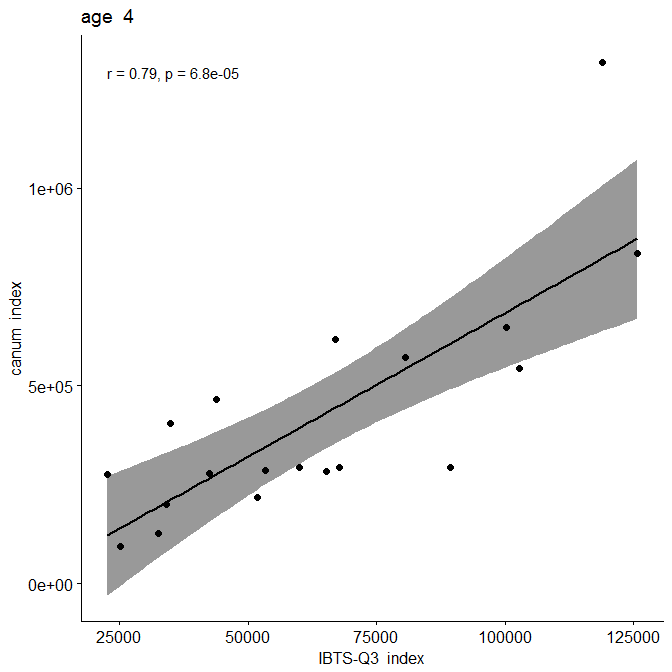 age 4
r = 0.79, p = 6.8e-05
1e+06
5e+05
0e+00
canum index
25000 50000 75000 100000 125000
IBTS-Q3 index